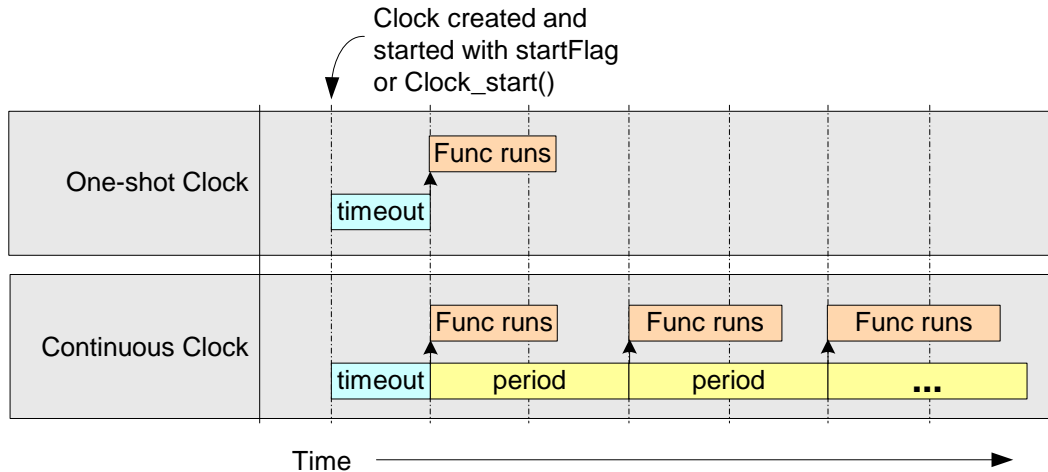 Clock created and
started with startFlag
or Clock_start()
One-shot Clock
Func runs
timeout
Continuous Clock
Func runs
Func runs
Func runs
timeout
period
period
...
Time